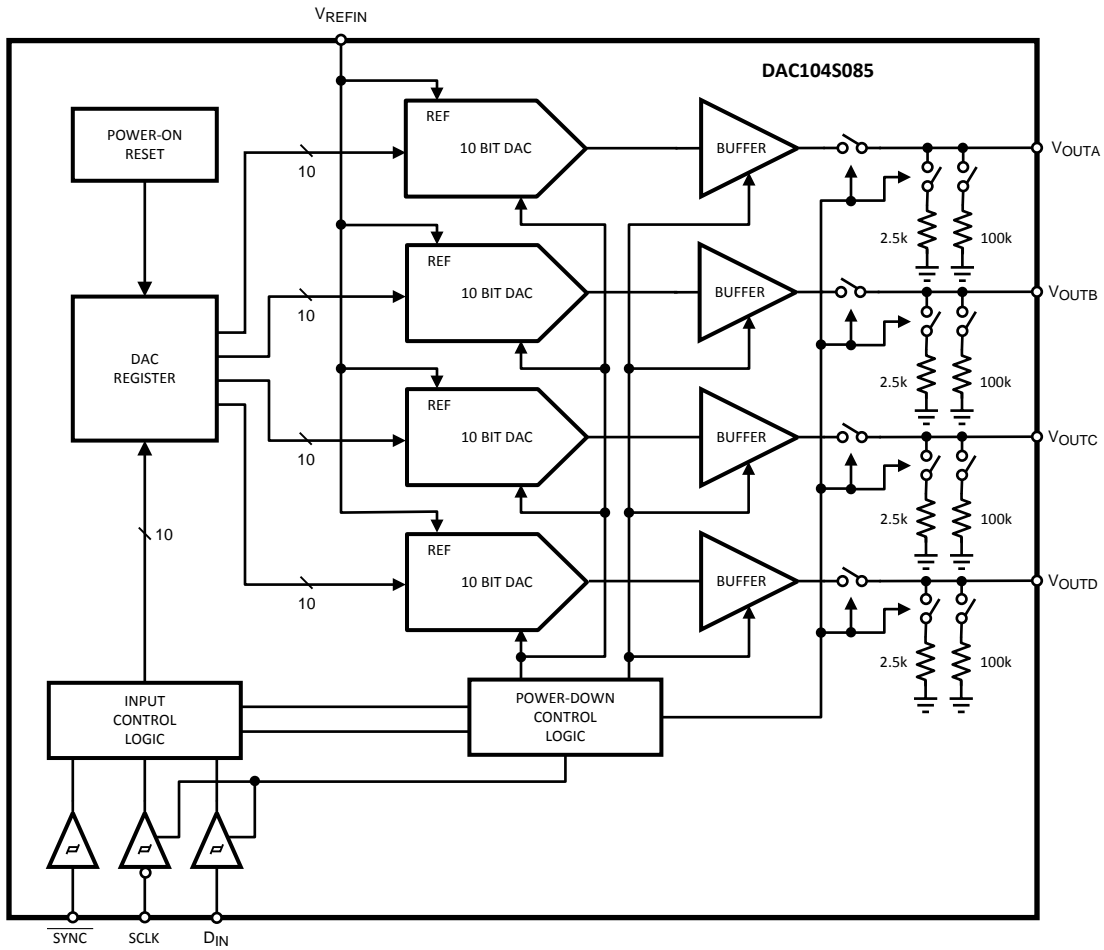 VREFIN
DAC104S085
POWER-ON
RESET
REF
10 BIT DAC
BUFFER
VOUTA
10
2.5k
100k
REF
10 BIT DAC
BUFFER
VOUTB
10
2.5k
100k
DAC
REGISTER
REF
10 BIT DAC
BUFFER
VOUTC
10
2.5k
100k
10
REF
10 BIT DAC
BUFFER
VOUTD
10
2.5k
100k
INPUT
CONTROL
LOGIC
POWER-DOWN
CONTROL
LOGIC
SYNC
SCLK
DIN